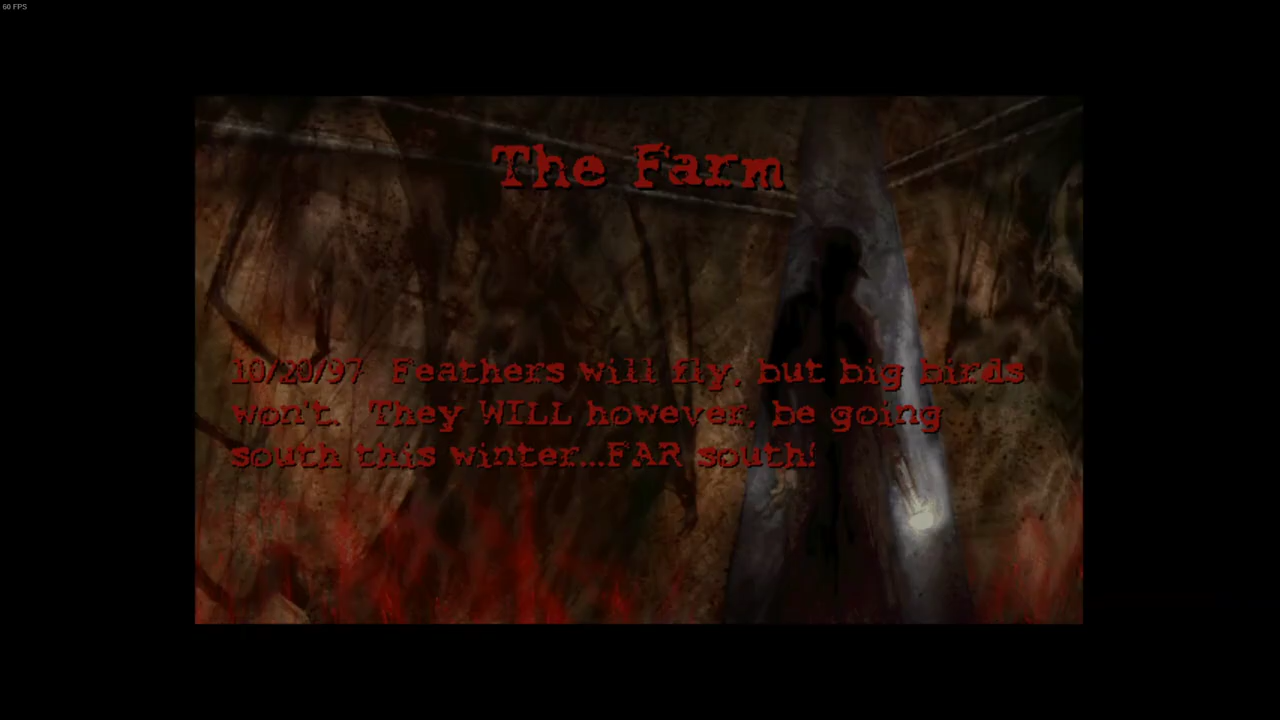 60 FPS
The Farm
10/20/97 Feathers will fly, but big birds
won't. They WILL however, be going
south this winter...FAR south!